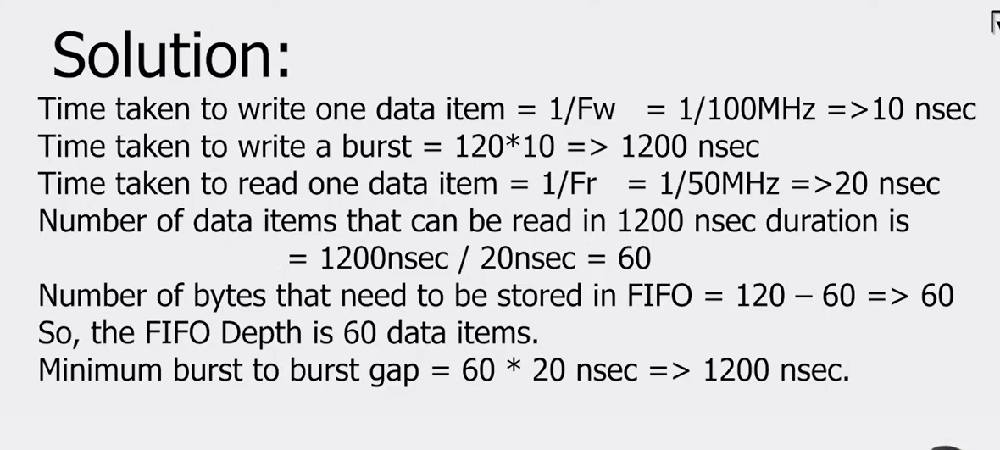 Solution:
Time taken to write one data item = 1/Fw = 1/100MHz =>10 nsec
Time taken to write a burst = 120*10 => 1200 nsec
Time taken to read one data item = 1/Fr = 1/50MHz =>20 nsec
Number of data items that can be read in 1200 nsec duration is
= 1200nsec / 20nsec = 60
Number of bytes that need to be stored in FIFO = 120 – 60 => 60
So, the FIFO Depth is 60 data items.
Minimum burst to burst gap = 60 * 20 nsec => 1200 nsec.